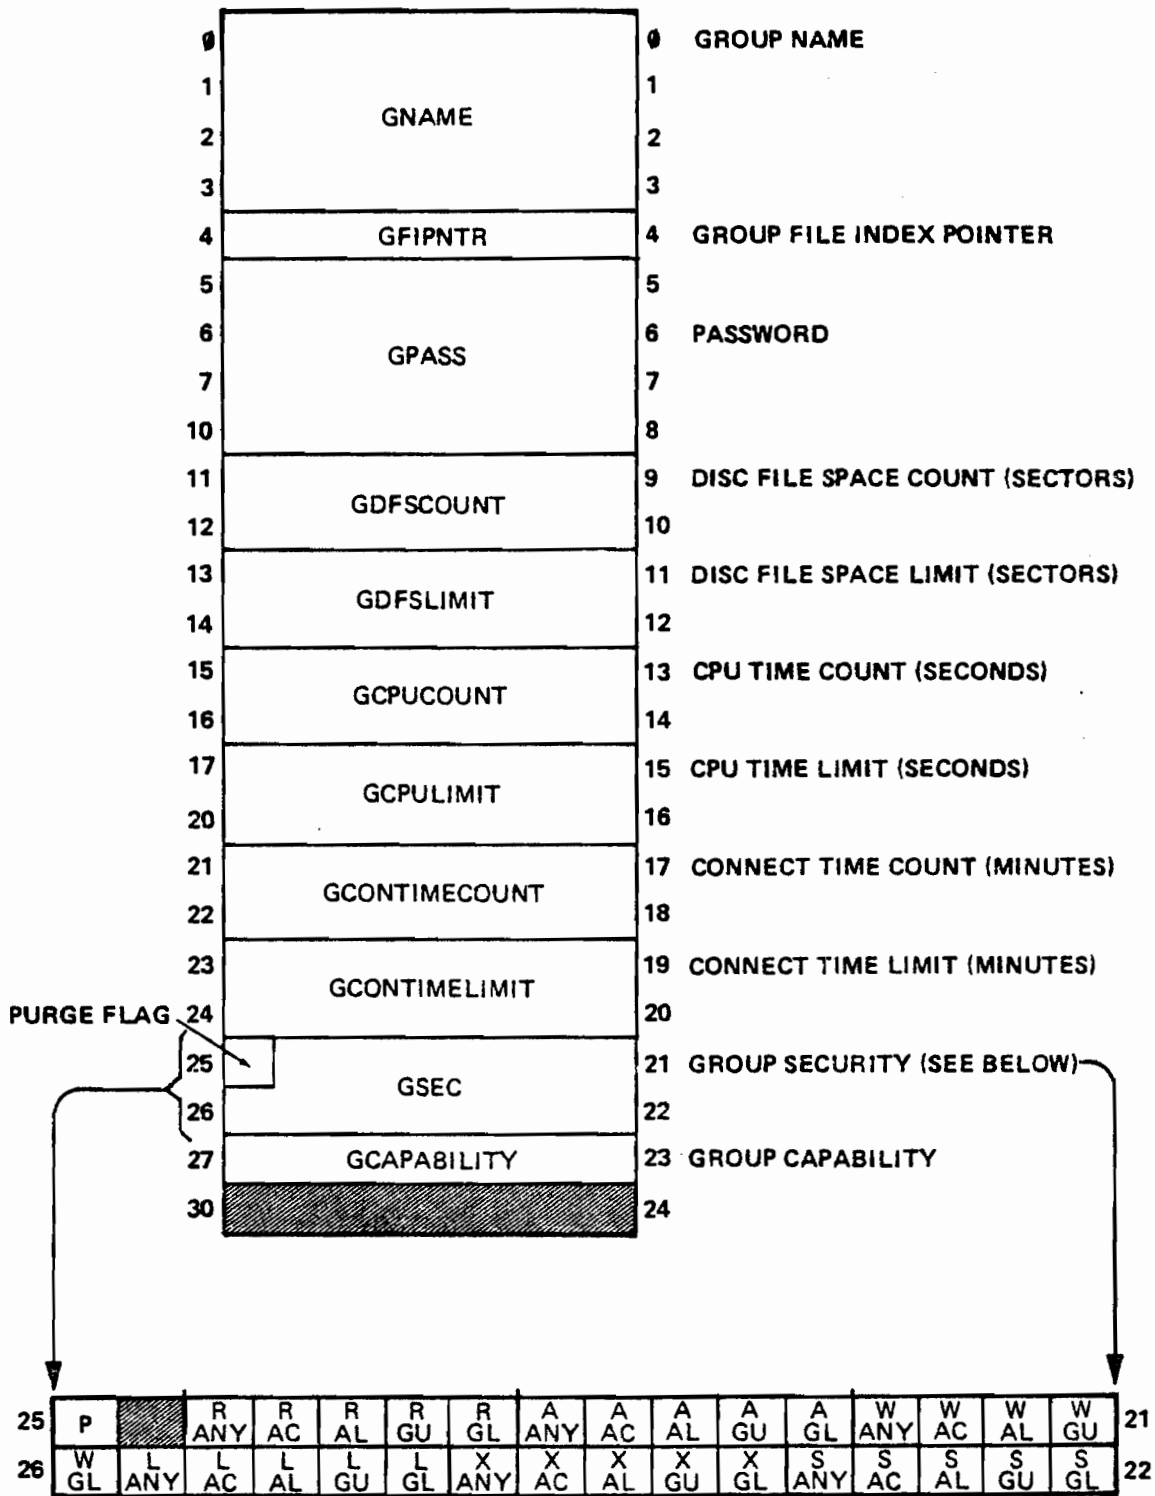 0 0 GROUP NAME
1 1
GNAME
2 2
3 3
4 GFIPNTR 4 GROUP FILE INDEX POINTER
5 5
6 6 PASSWORD
GPASS
7 7
10 8
11 9 DISC FILE SPACE COUNT (SECTORS)
GDFSCOUNT
12 10
13 11 DISC FILE SPACE LIMIT (SECTORS)
GDFSLIMIT
14 12
15 13 CPU TIME COUNT (SECONDS)
GCPUCOUNT
16 14
17 15 CPU TIME LIMIT (SECONDS)
GCPULIMIT
20 16
21 17 CONNECT TIME COUNT (MINUTES)
GCONTIMECOUNT
22 18
23 19 CONNECT TIME LIMIT (MINUTES)
GCONTIMELIMIT
PURGE FLAG 24 20
25 21 GROUP SECURITY (SEE BELOW)
GSEC
26 22
27 GCAPABILITY 23 GROUP CAPABILITY
30 24
R R R R R A A A A A W W W W
25 P 21
ANY AC AL GU GL ANY AC AL GU GL ANY AC AL GU
W L L L L L X X X X X S S S S S
26 22
GL ANY AC AL GU GL ANY AC AL GU GL ANY AC AL GU GL